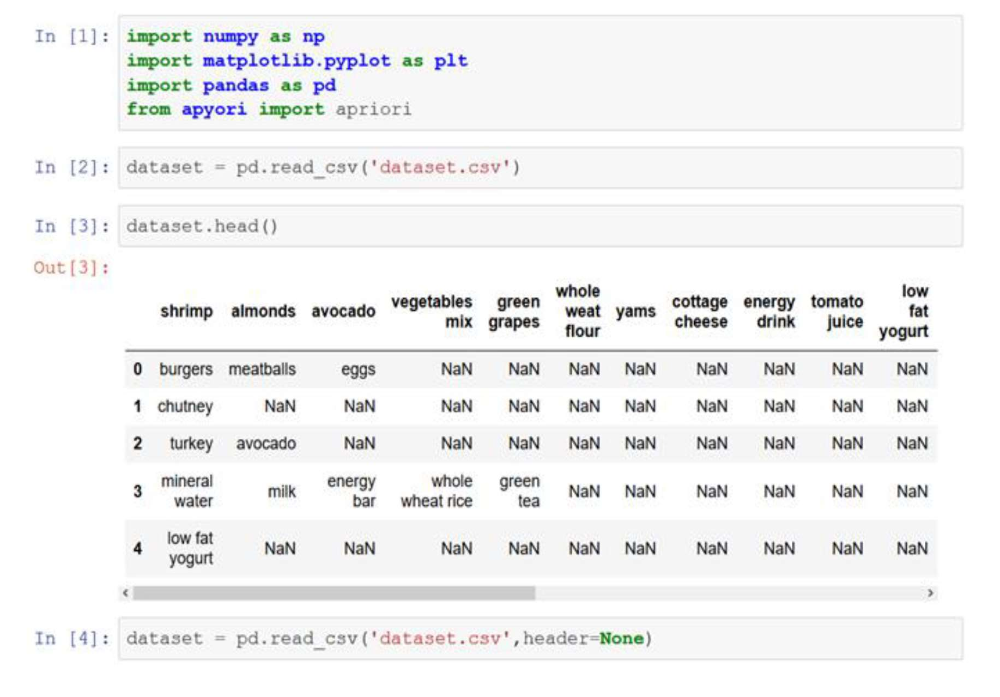 In [1]: import numpy as np
import matplotlib.pyplot as plt
import pandas as pd
from apyori import apriori
In [2]: dataset = pd.read_csv('dataset.csv')
In [3]: dataset.head()
Out[3]:
shrimp almonds avocado vegetables mix green grapes whole weat flour yams cottage cheese energy drink tomato juice low fat yogurt
0 burgers meatballs eggs NaN NaN NaN NaN NaN NaN NaN NaN
1 chutney NaN NaN NaN NaN NaN NaN NaN NaN NaN NaN
2 turkey avocado NaN NaN NaN NaN NaN NaN NaN NaN NaN
3 mineral water milk energy bar whole wheat rice green tea NaN NaN NaN NaN NaN NaN
4 low fat yogurt NaN NaN NaN NaN NaN NaN NaN NaN NaN NaN
In [4]: dataset = pd.read_csv('dataset.csv',header=None)